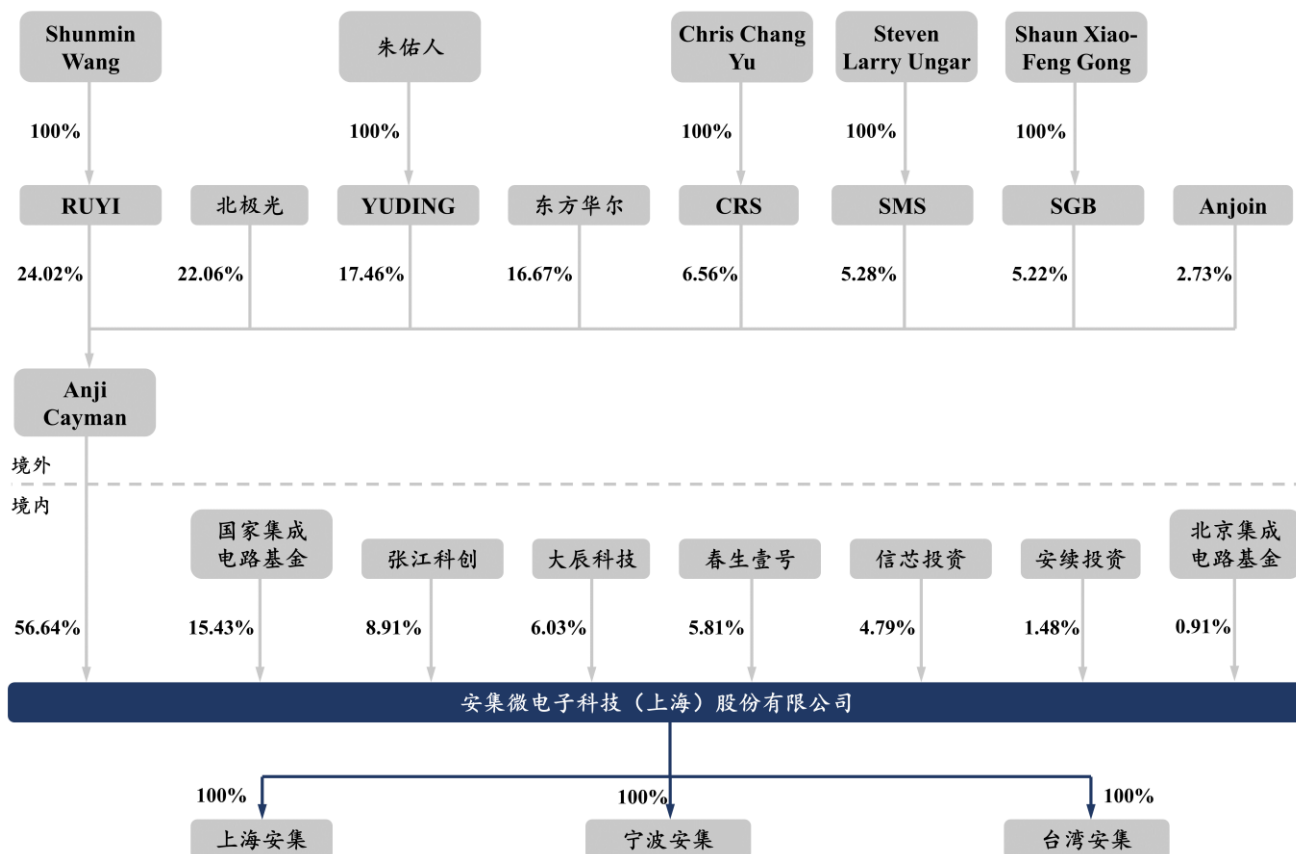 Shunmin
Wang
朱佑人
Chris Chang
Yu
Steven
Larry Ungar
Shaun Xiao-
Feng Gong
100%
100%
100%
100%
100%
RUYI
北极光
YUDING
东方华尔
CRS
SMS
SGB
Anjoin
24.02%
22.06%
17.46%
16.67%
6.56%
5.28%
5.22%
2.73%
Anji
Cayman
境外
境内
国家集成
电路基金
张江科创
大辰科技
春生壹号
信芯投资
安续投资
北京集成
电路基金
56.64%
15.43%
8.91%
6.03%
5.81%
4.79%
1.48%
0.91%
安集微电子科技（上海）股份有限公司
100%
100%
100%
上海安集
宁波安集
台湾安集